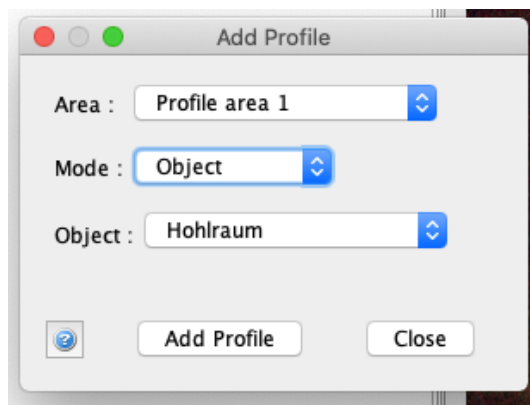 Add Profile
Area : Profile area 1
Mode : Object
Object : Hohlraum
? Add Profile Close